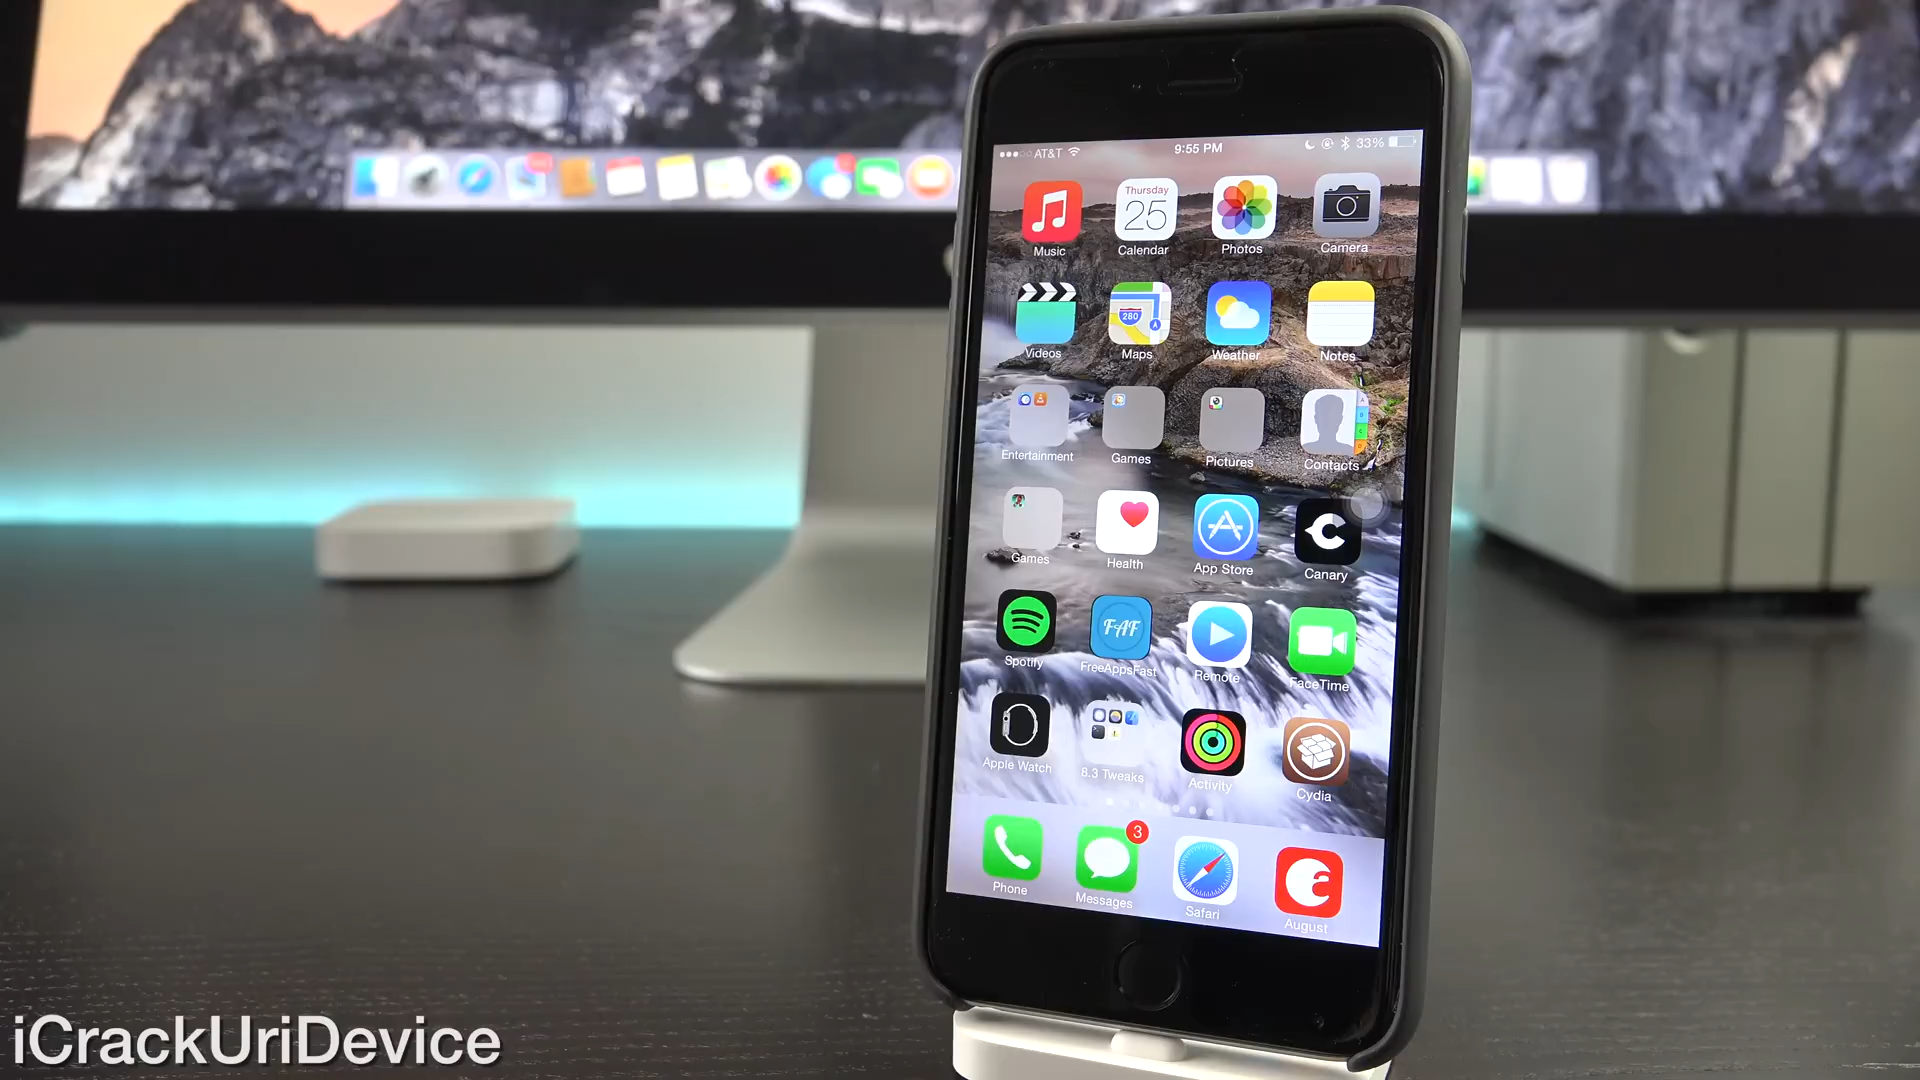 AT&T 9:55 PM 33%
Thursday
25
Music Calendar Photos Camera
280
Videos Maps Weather Notes
Entertainment Games Pictures Contacts
Games Health App Store Canary
FAF
Spotify FreeAppsFast Remote FaceTime
Apple Watch 8.3 Tweaks Activity Cydia
3
Phone Messages Safari August
iCrackUriDevice